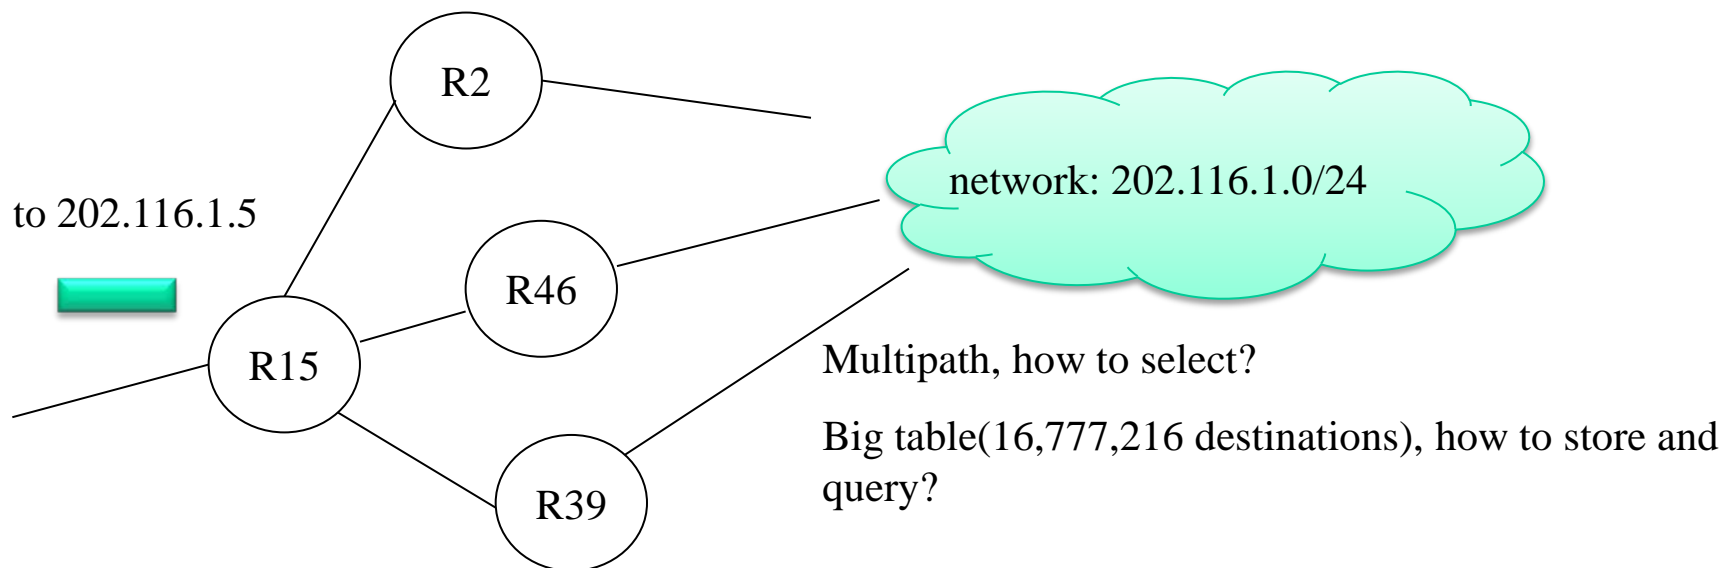 R2
network: 202.116.1.0/24
to 202.116.1.5
R46
R15
Multipath, how to select?
Big table(16,777,216 destinations), how to store and
query?
R39